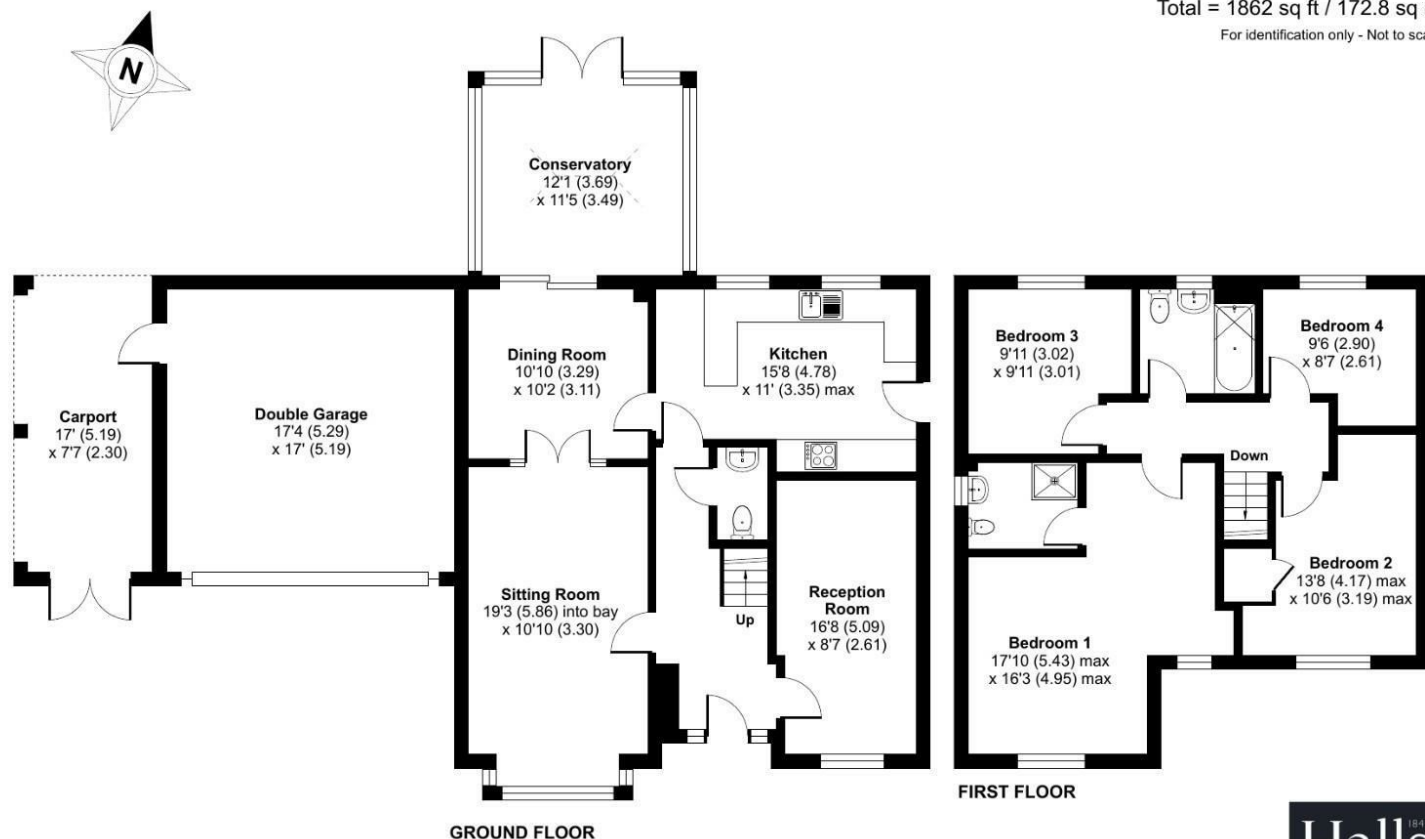 Total = 1862 sq ft / 172.8 sq
For identification only - Not to sca
N
Conservatory
12'1 (3.69)
x 11'5 (3.49)
Carport
17' (5.19)
x 7'7 (2.30)
Double Garage
17'4 (5.29)
x 17' (5.19)
Dining Room
10'10 (3.29)
x 10'2 (3.11)
Kitchen
15'8 (4.78)
x 11' (3.35) max
Sitting Room
19'3 (5.86) into bay
x 10'10 (3.30)
Up
Reception
Room
16'8 (5.09)
x 8'7 (2.61)
GROUND FLOOR
Bedroom 3
9'11 (3.02)
x 9'11 (3.01)
Bedroom 4
9'6 (2.90)
x 8'7 (2.61)
Down
Bedroom 2
13'8 (4.17) max
x 10'6 (3.19) max
Bedroom 1
17'10 (5.43) max
x 16'3 (4.95) max
FIRST FLOOR